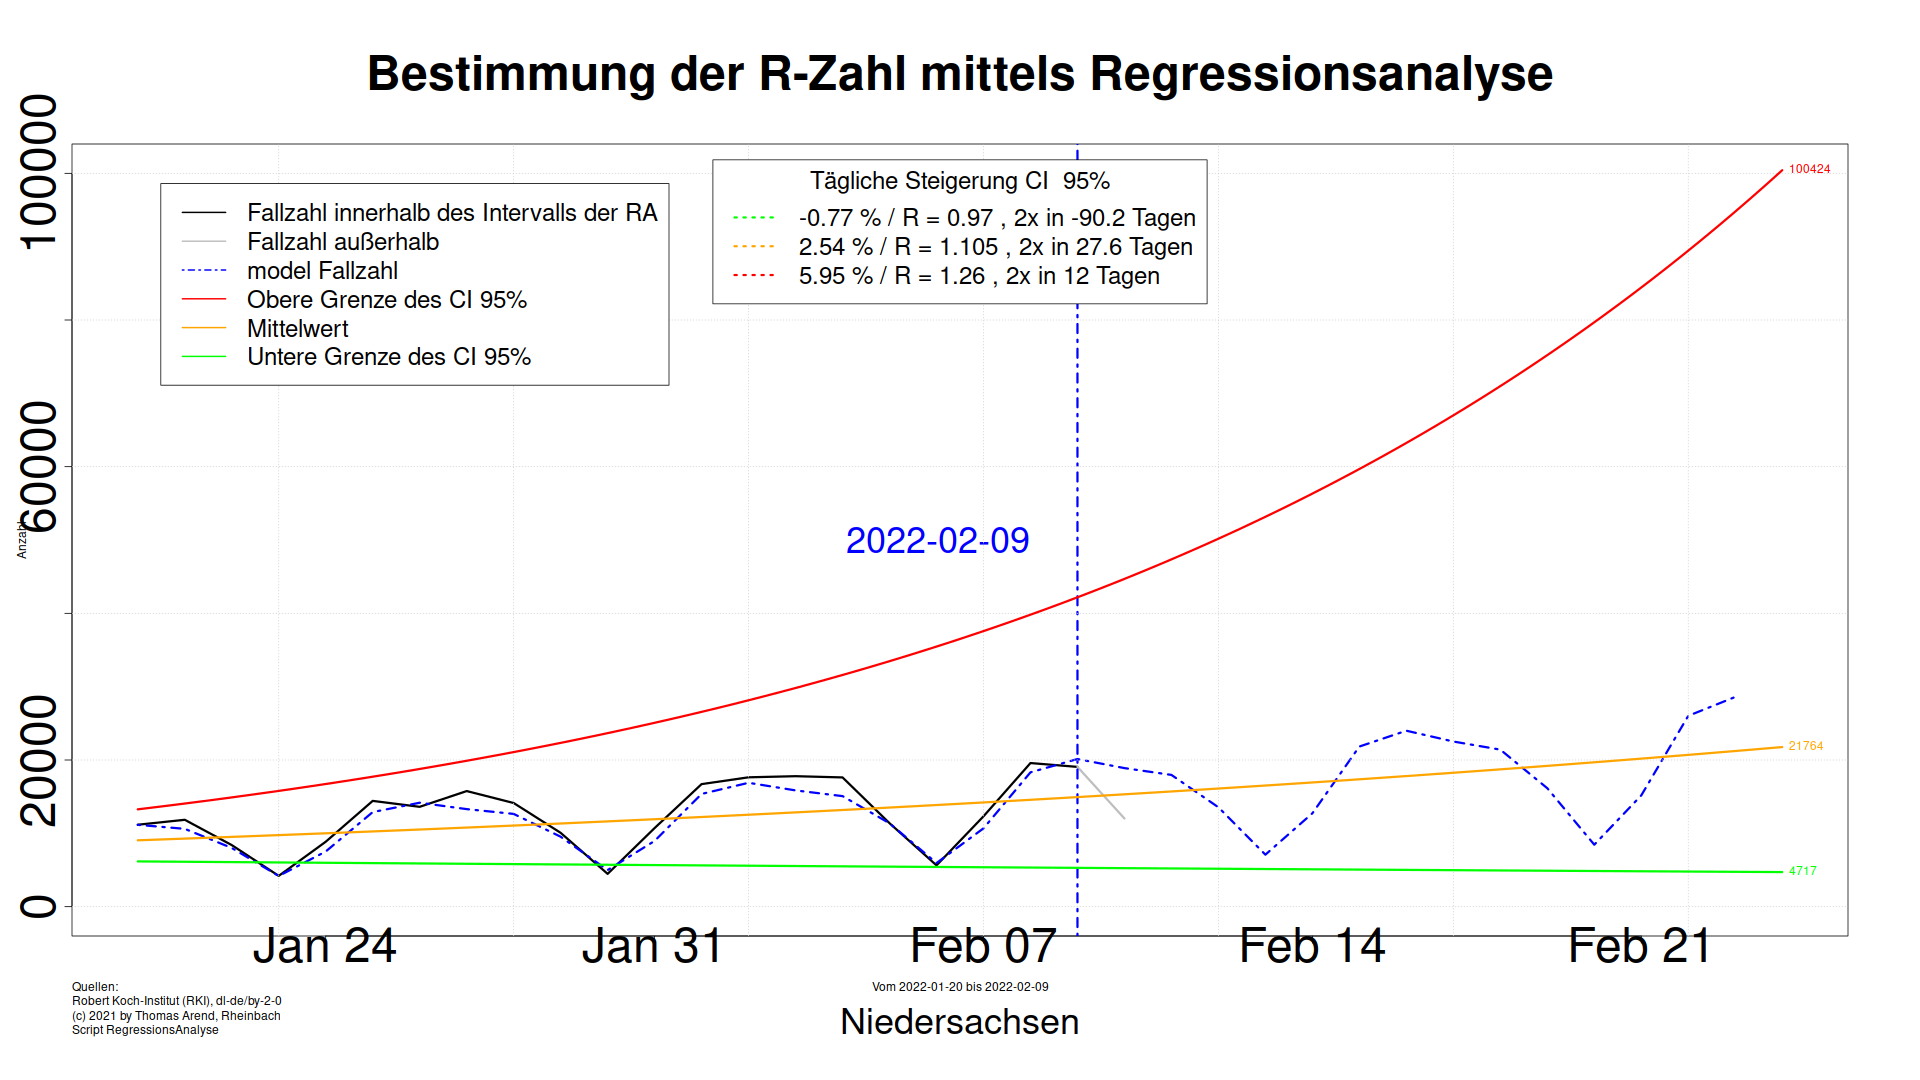 Bestimmung der R-Zahl mittels Regressionsanalyse
100000
60000
20000
0
Anzahl
Fallzahl innerhalb des Intervalls der RA
Fallzahl außerhalb
model Fallzahl
Obere Grenze des CI 95%
Mittelwert
Untere Grenze des CI 95%
Tägliche Steigerung CI 95%
-0.77 % / R = 0.97 , 2x in -90.2 Tagen
2.54 % / R = 1.105 , 2x in 27.6 Tagen
5.95 % / R = 1.26 , 2x in 12 Tagen
100424
2022-02-09
21764
4717
Jan 24
Jan 31
Feb 07
Feb 14
Feb 21
Quellen:
Robert Koch-Institut (RKI), dl-de/by-2-0
(c) 2021 by Thomas Arend, Rheinbach
Script RegressionsAnalyse
Vom 2022-01-20 bis 2022-02-09
Niedersachsen